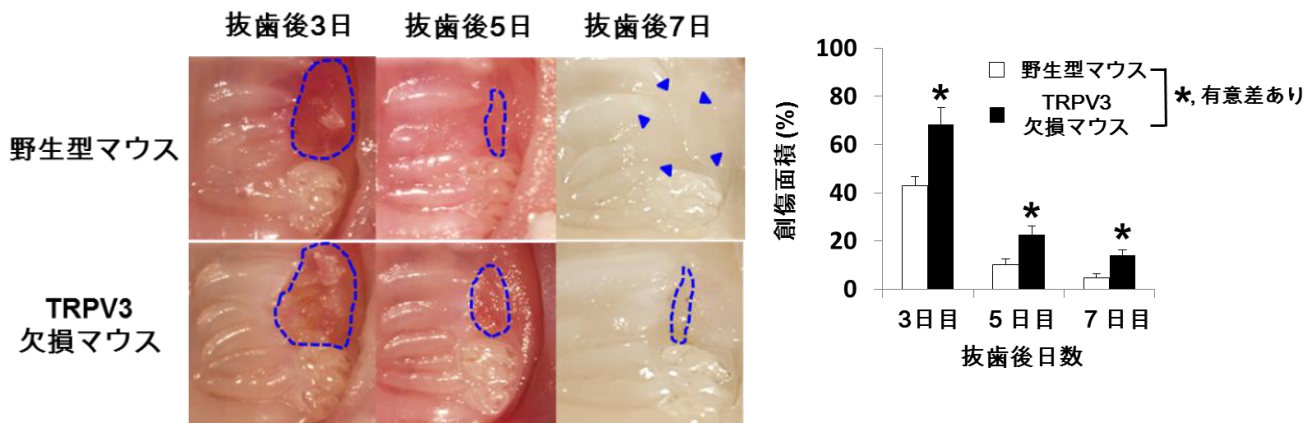 抜歯後3日
抜歯後5日
抜歯後7日
野生型マウス
TRPV3
欠損マウス
100
80
60
40
20
0
創傷面積 (%)
野生型マウス
TRPV3
欠損マウス
*, 有意差あり
*
*
*
3日目
5 日目
7 日目
抜歯後日数